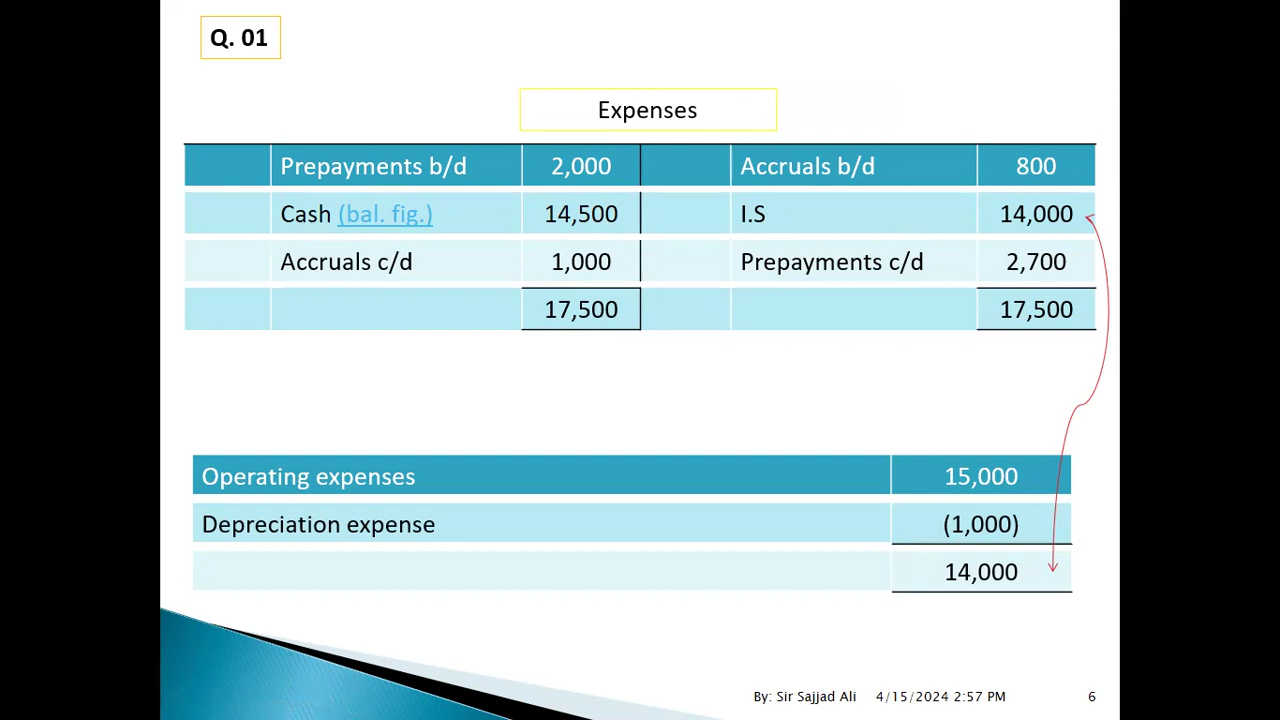 Q. 01
Expenses
Prepayments b/d 2,000 Accruals b/d 800
Cash (bal. fig.) 14,500 I.S 14,000
Accruals c/d 1,000 Prepayments c/d 2,700
17,500 17,500
Operating expenses 15,000
Depreciation expense (1,000)
14,000
By: Sir Sajjad Ali 4/15/2024 2:57 PM 6